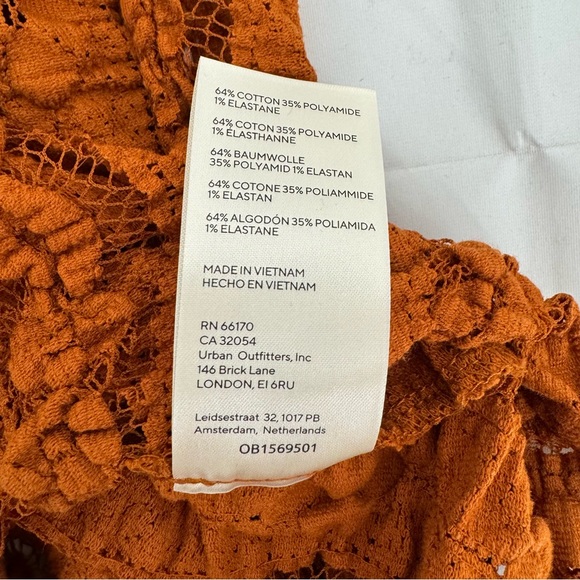 64% COTTON 35% POLYAMIDE
1% ELASTANE
64% COTON 35% POLYAMIDE
1% ÉLASTHANNE
64% BAUMWOLLE
35% POLYAMID 1% ELASTAN
64% COTONE 35% POLIAMMIDE
1% ELASTAN
64% ALGODÓN 35% POLIAMIDA
1% ELASTANE
MADE IN VIETNAM
HECHO EN VIETNAM
RN 66170
CA 32054
Urban Outfitters, Inc
146 Brick Lane
LONDON, E1 6RU
Leidsestraat 32, 1017 PB
Amsterdam, Netherlands
OB1569501